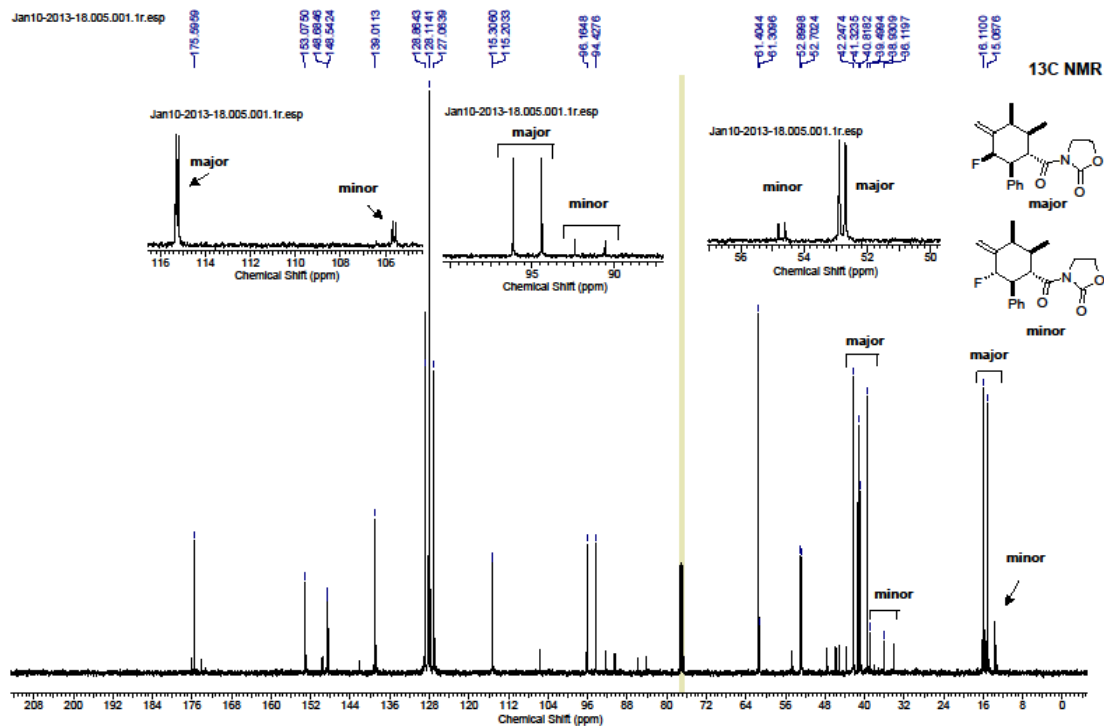 Jan10-2013-18.005.001.1r.esp
175.5959
153.0750
148.6846
148.5424
139.0113
128.8643
128.1141
127.0639
115.3060
115.2033
96.1648
94.4276
61.4044
61.3096
52.8998
52.7024
42.2474
41.3235
40.8182
39.4994
38.9309
36.1197
16.1100
15.0676
13C NMR
Jan10-2013-18.005.001.1r.esp
major
minor
116 114 112 110 108 106
Chemical Shift (ppm)
Jan10-2013-18.005.001.1r.esp
major
minor
95 90
Chemical Shift (ppm)
Jan10-2013-18.005.001.1r.esp
minor
major
56 54 52 50
Chemical Shift (ppm)
F
Ph
O
N
O
O
major
F
Ph
O
N
O
O
minor
major
minor
major
minor
208 200 192 184 176 168 160 152 144 136 128 120 112 104 96 88 80 72 64 56 48 40 32 24 16 8 0
Chemical Shift (ppm)